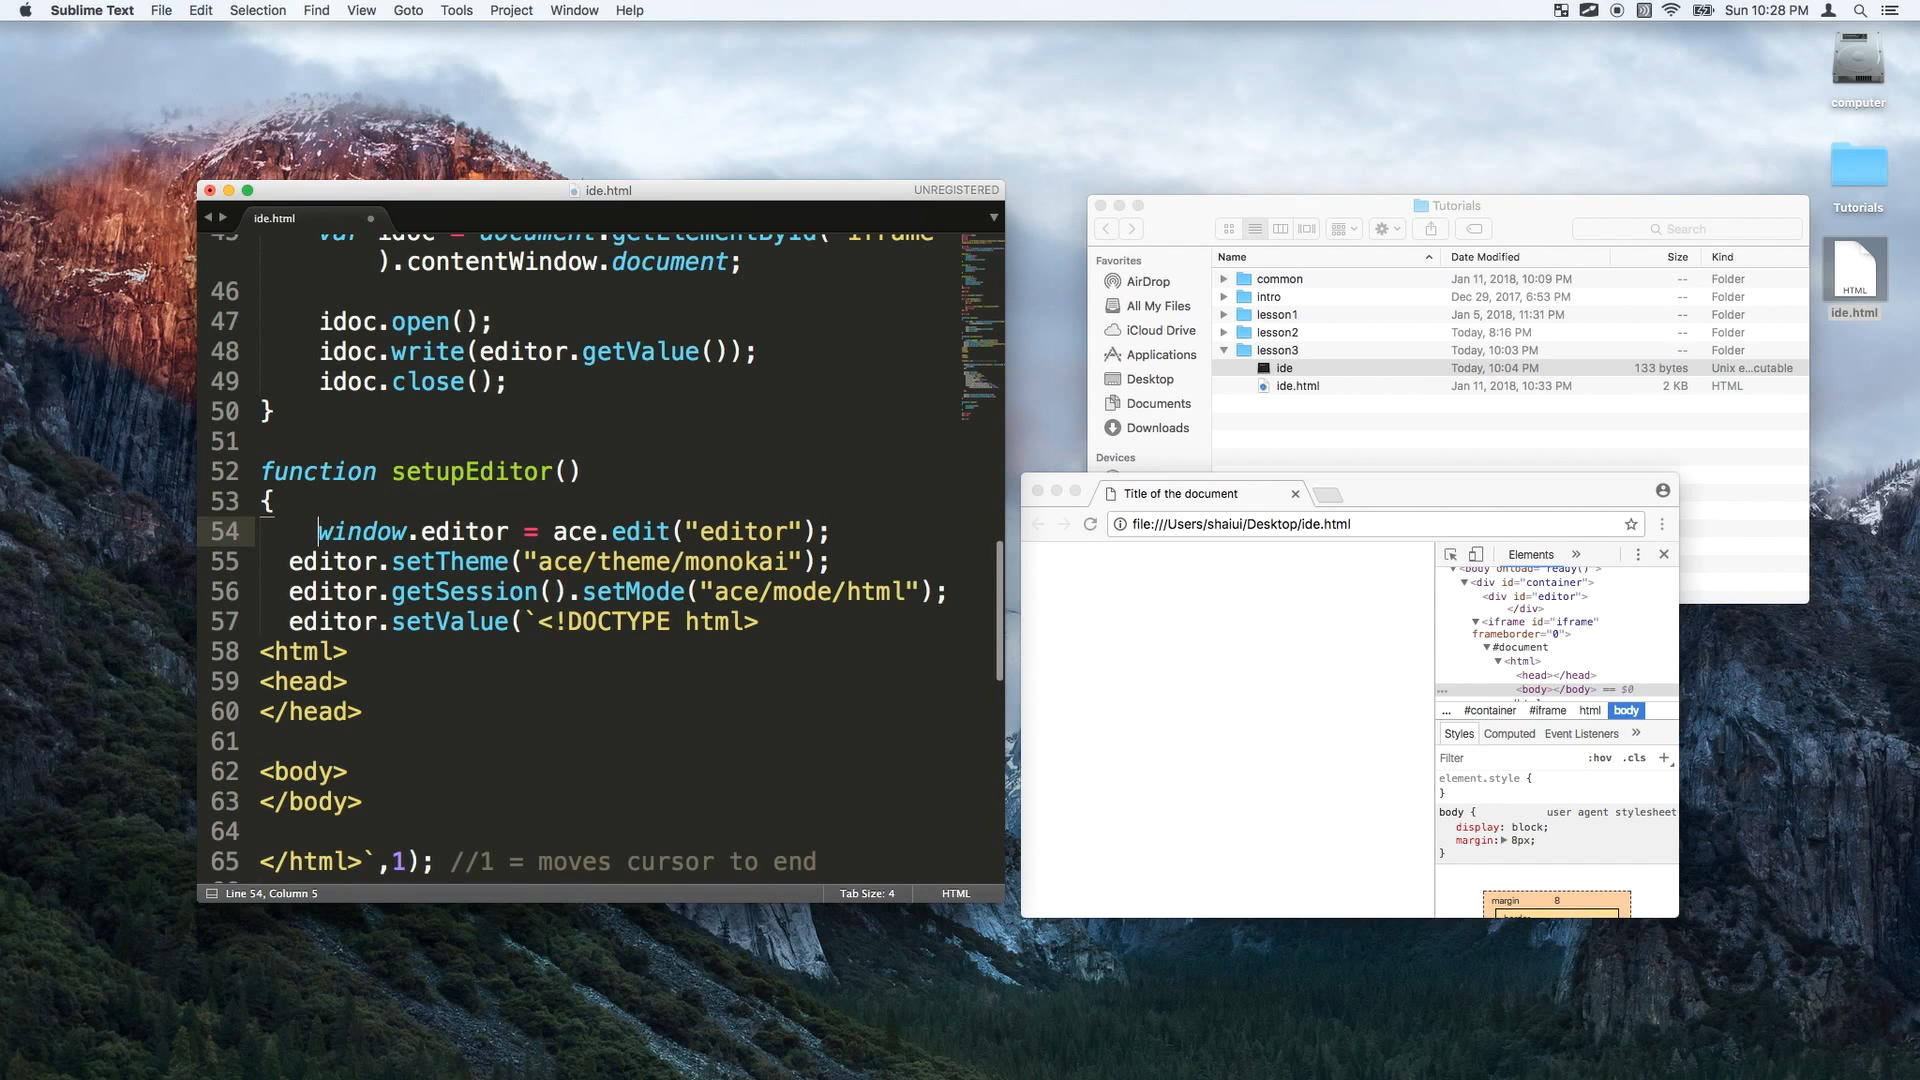 Sublime Text File Edit Selection Find View Goto Tools Project Window Help
Sun 10:28 PM
computer
Tutorials
HTML
ide.html
ide.html
UNREGISTERED
ide.html
45 var idoc = document.getElementById("iframe"
).contentWindow.document;
46
47 idoc.open();
48 idoc.write(editor.getValue());
49 idoc.close();
50 }
51
52 function setupEditor()
53 {
54 window.editor = ace.edit("editor");
55 editor.setTheme("ace/theme/monokai");
56 editor.getSession().setMode("ace/mode/html");
57 editor.setValue(`<!DOCTYPE html>
58 <html>
59 <head>
60 </head>
61
62 <body>
63 </body>
64
65 </html>`,1); //1 = moves cursor to end
Line 54, Column 5
Tab Size: 4
HTML
Tutorials
Search
Favorites
AirDrop
All My Files
iCloud Drive
Applications
Desktop
Documents
Downloads
Devices
Name Date Modified Size Kind
common Jan 11, 2018, 10:09 PM -- Folder
intro Dec 29, 2017, 6:53 PM -- Folder
lesson1 Jan 5, 2018, 11:31 PM -- Folder
lesson2 Today, 8:16 PM -- Folder
lesson3 Today, 10:03 PM -- Folder
ide Today, 10:04 PM 133 bytes Unix e...cutable
ide.html Jan 11, 2018, 10:33 PM 2 KB HTML
Title of the document
file:///Users/shaiui/Desktop/ide.html
Elements »
<body onload="ready()">
<div id="container">
<div id="editor">
</div>
<iframe id="iframe"
frameborder="0">
#document
<html>
<head></head>
... <body></body> == $0
... #container #iframe html body
Styles Computed Event Listeners »
Filter :hov .cls +
element.style {
}
body { user agent stylesheet
display: block;
margin: 8px;
}
margin 8